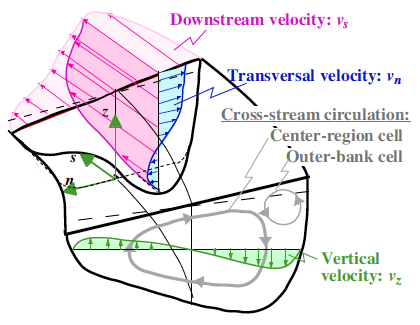 Downstream velocity: vs
Transversal velocity: vn
Cross-stream circulation:
Center-region cell
Outer-bank cell
z
s
n
Vertical
velocity: vz